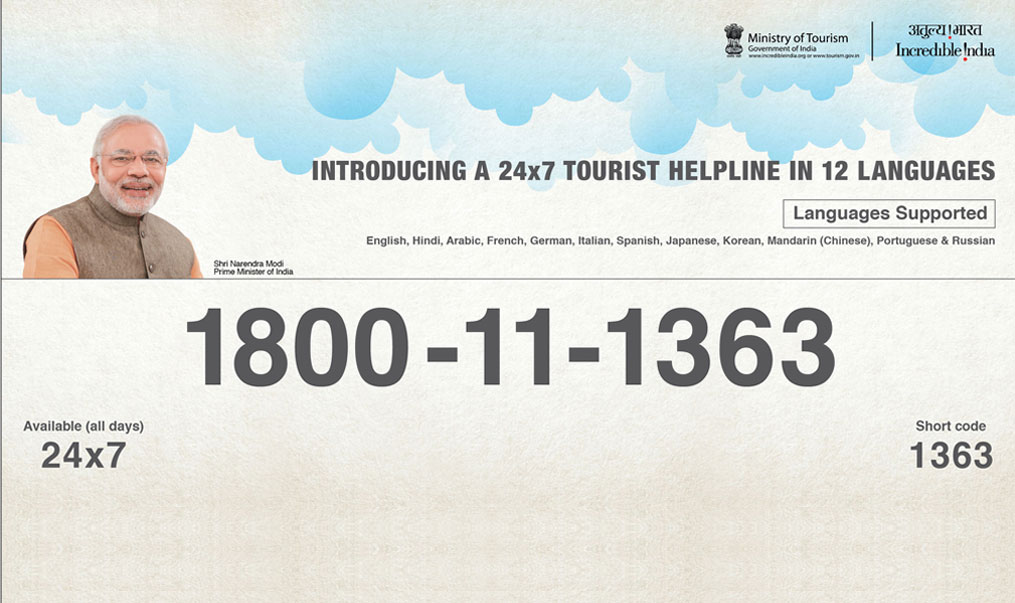 Ministry of Tourism
Government of India
www.incredibleindia.org or www.tourism.gov.in
अतुल्य!भारत
Incredıble!ndia
INTRODUCING A 24x7 TOURIST HELPLINE IN 12 LANGUAGES
Languages Supported
English, Hindi, Arabic, French, German, Italian, Spanish, Japanese, Korean, Mandarin (Chinese), Portuguese & Russian
Shri Narendra Modi
Prime Minister of India
1800-11-1363
Available (all days)
24x7
Short code
1363